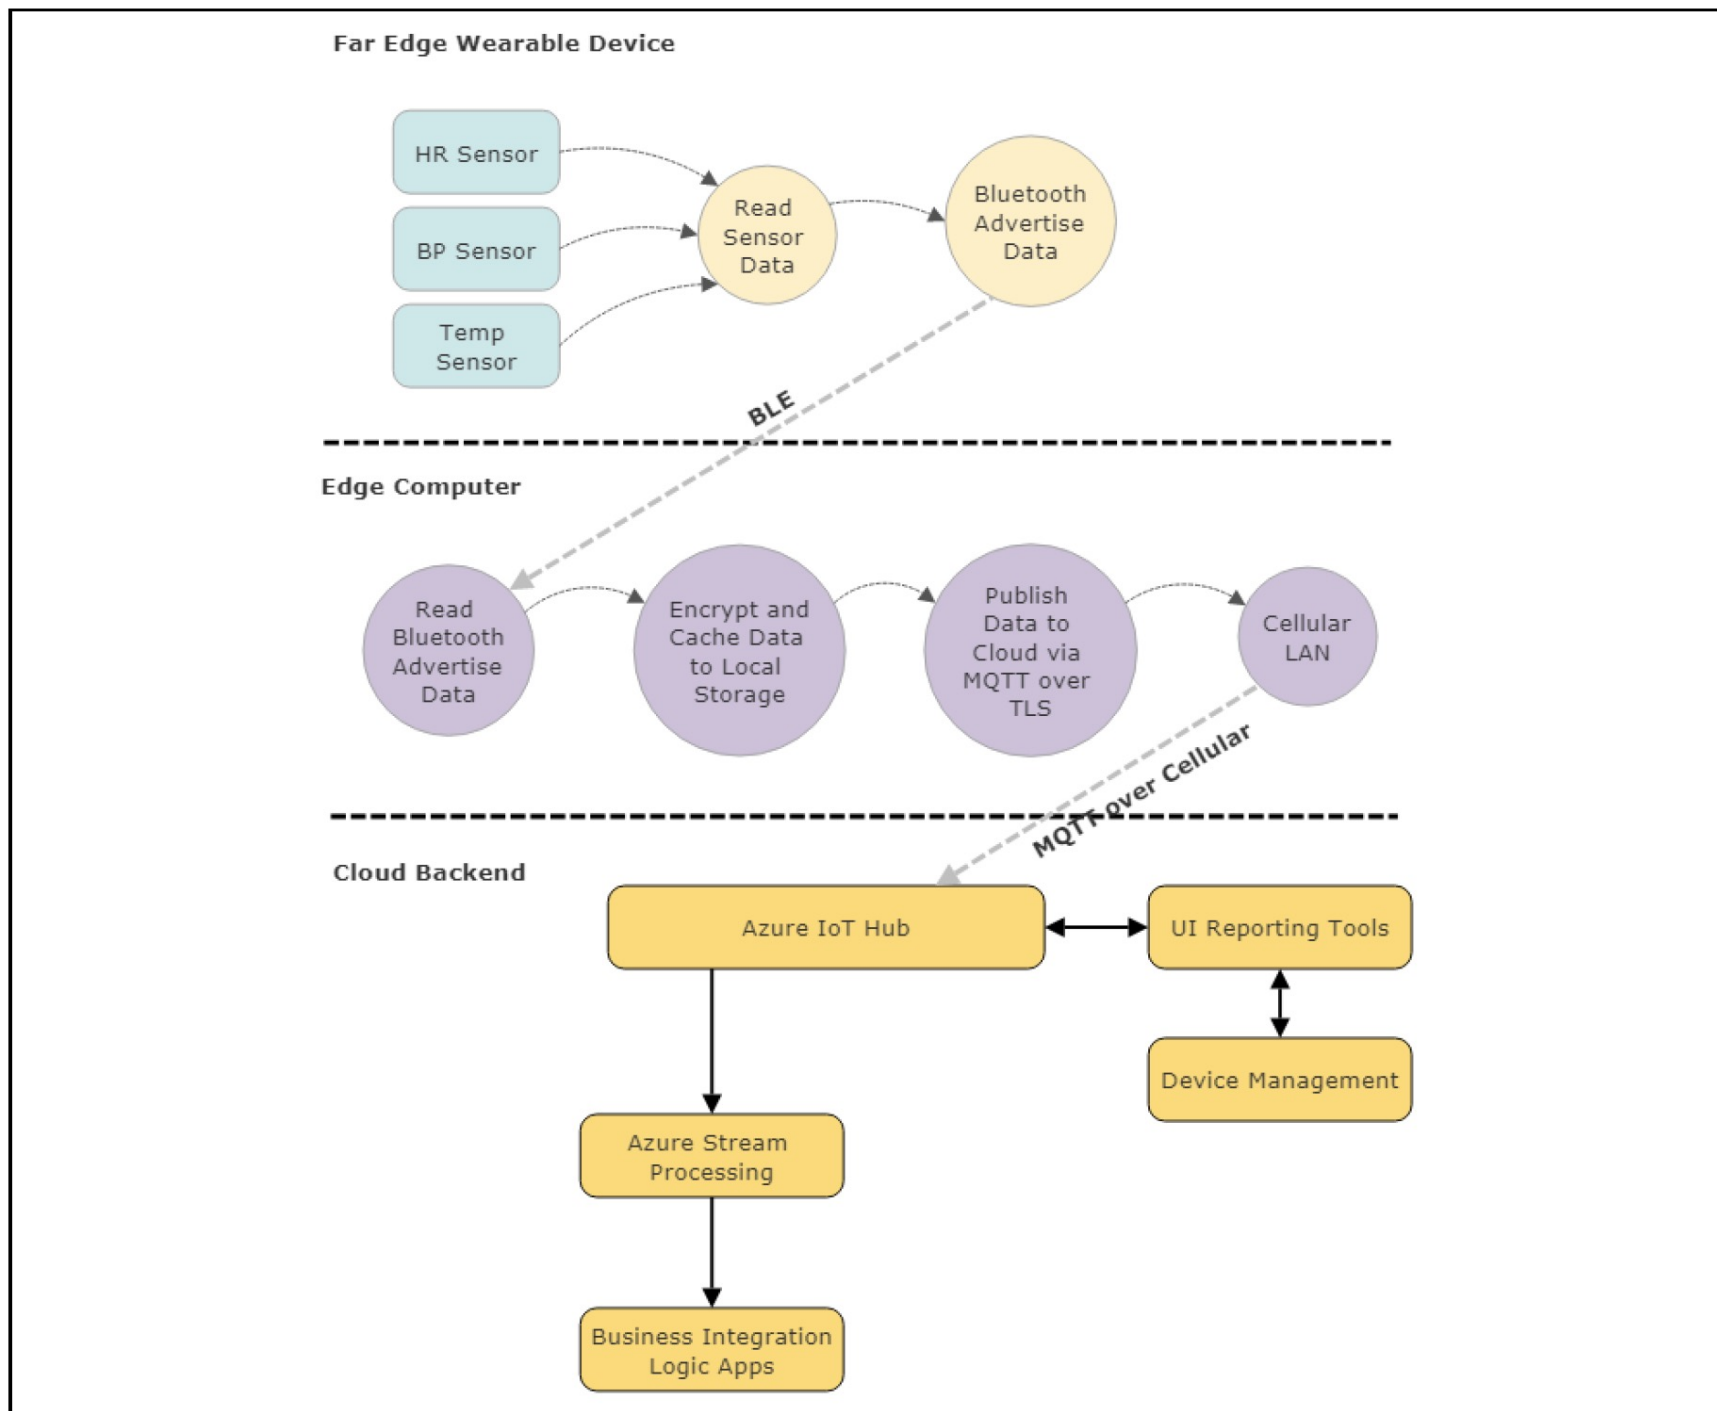 Far Edge Wearable Device
HR Sensor
BP Sensor
Temp
Sensor
Read
Sensor
Data
Bluetooth
Advertise
Data
BLE
Edge Computer
Read
Bluetooth
Advertise
Data
Encrypt and
Cache Data
to Local
Storage
Publish
Data to
Cloud via
MQTT over
TLS
Cellular
LAN
MQTT over Cellular
Cloud Backend
Azure IoT Hub
UI Reporting Tools
Device Management
Azure Stream
Processing
Business Integration
Logic Apps